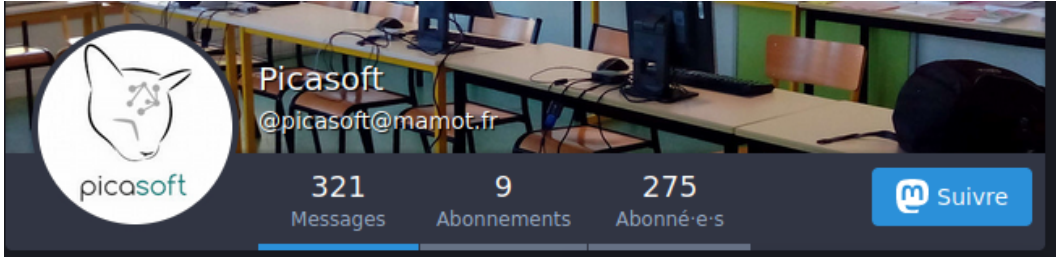 picasoft
Picasoft
@picasoft@mamot.fr
321
Messages
9
Abonnements
275
Abonné·e·s
Suivre